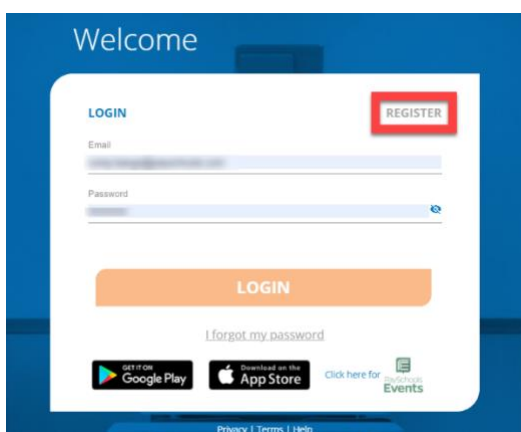 Welcome
LOGIN
REGISTER
Email
Password
LOGIN
I forgot my password
GET IT ON
Google Play
Download on the
App Store
Click here for
PaySchools
Events
Privacy | Terms | Help